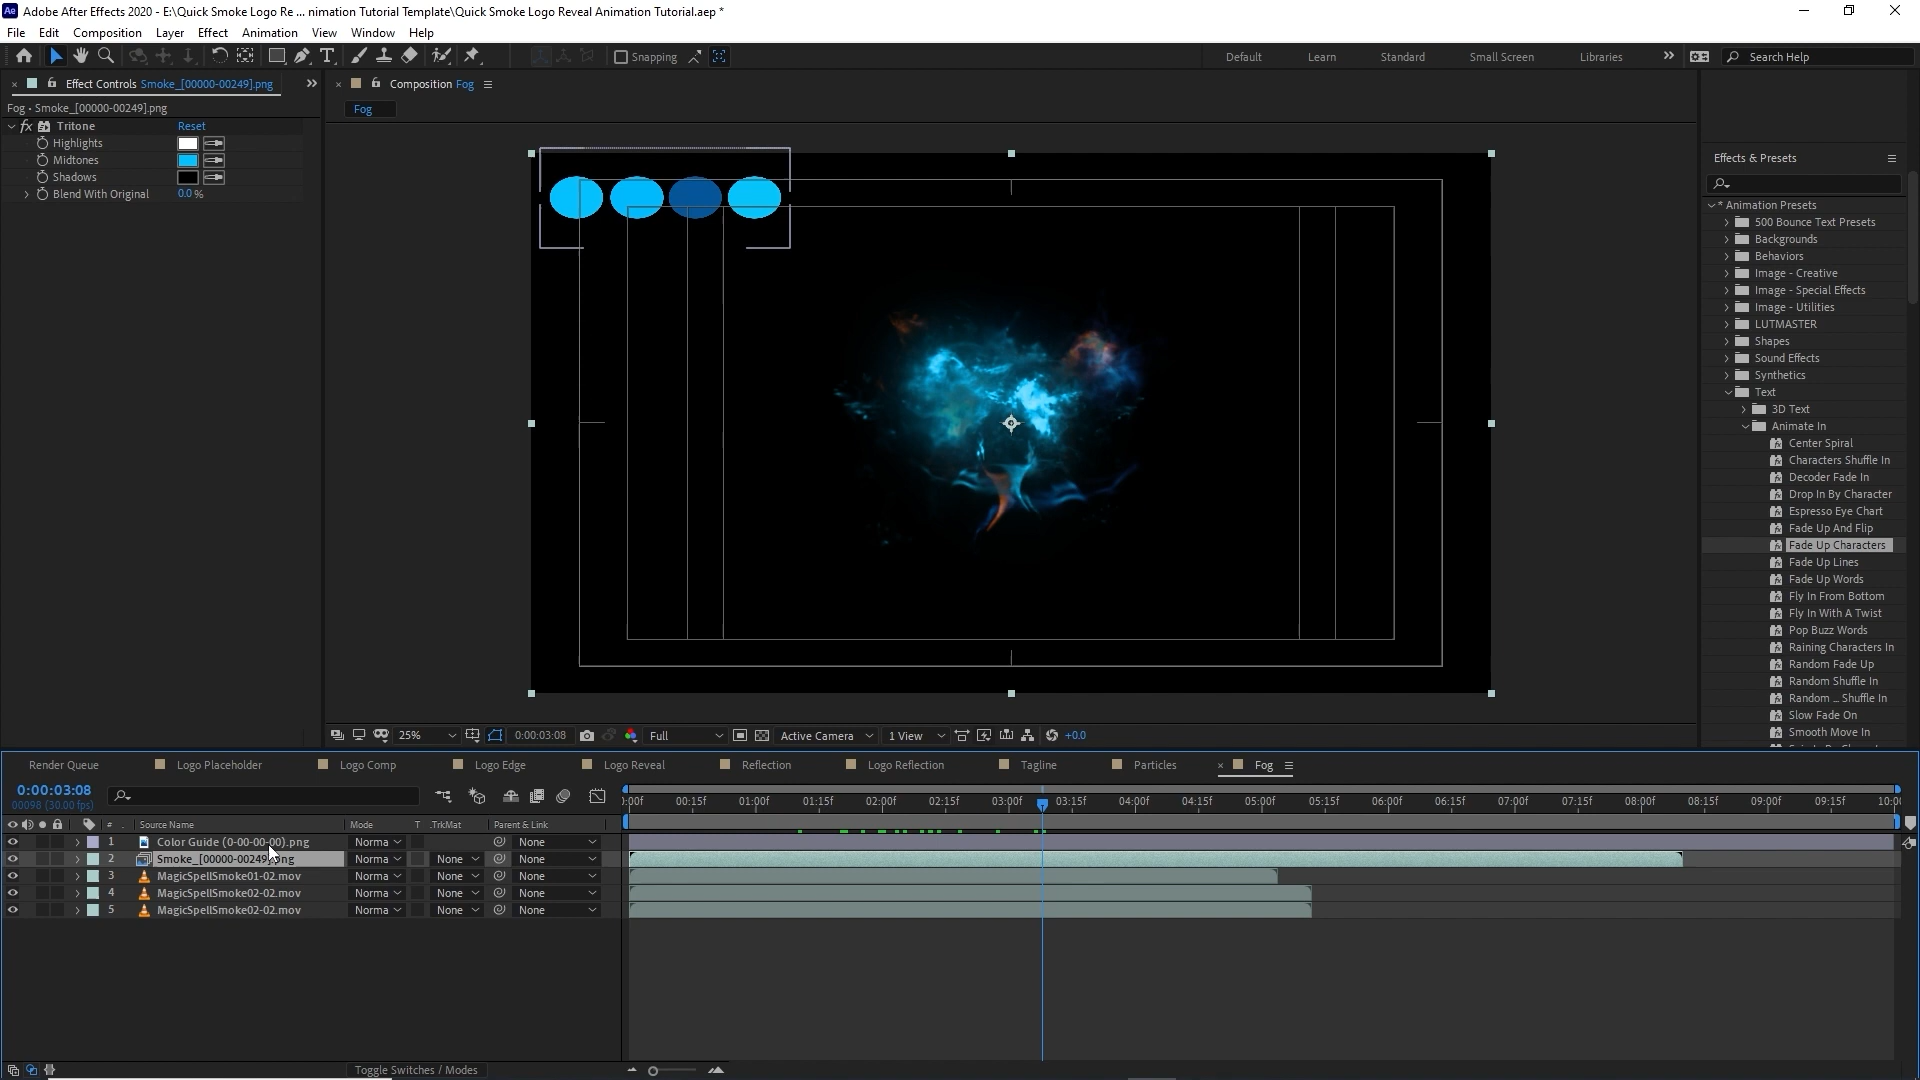 Adobe After Effects 2020 - E:\Quick Smoke Logo Re ... nimation Tutorial Template\Quick Smoke Logo Reveal Animation Tutorial.aep *
File Edit Composition Layer Effect Animation View Window Help
Snapping Default Learn Standard Small Screen Libraries Search Help
Effect Controls Smoke_[00000-00249].png
Composition Fog
Fog • Smoke_[00000-00249].png
Fog
fx Tritone Reset
Highlights
Midtones
Shadows
Blend With Original 0.0 %
Effects & Presets
* Animation Presets
500 Bounce Text Presets
Backgrounds
Behaviors
Image - Creative
Image - Special Effects
Image - Utilities
LUTMASTER
Shapes
Sound Effects
Synthetics
Text
3D Text
Animate In
Center Spiral
Characters Shuffle In
Decoder Fade In
Drop In By Character
Espresso Eye Chart
Fade Up And Flip
Fade Up Characters
Fade Up Lines
Fade Up Words
Fly In From Bottom
Fly In With A Twist
Pop Buzz Words
Raining Characters In
Random Fade Up
Random Shuffle In
Random ... Shuffle In
Slow Fade On
Smooth Move In
25% 0:00:03:08 Full Active Camera 1 View +0.0
Render Queue Logo Placeholder Logo Comp Logo Edge Logo Reveal Reflection Logo Reflection Tagline Particles Fog
0:00:03:08
00098 (30.00 fps)
):00f 00:15f 01:00f 01:15f 02:00f 02:15f 03:00f 03:15f 04:00f 04:15f 05:00f 05:15f 06:00f 06:15f 07:00f 07:15f 08:00f 08:15f 09:00f 09:15f 10:0
# Source Name Mode T .TrkMat Parent & Link
1 Color Guide (0-00-00-00).png Norma None
2 Smoke_[00000-00249].png Norma None None
3 MagicSpellSmoke01-02.mov Norma None None
4 MagicSpellSmoke02-02.mov Norma None None
5 MagicSpellSmoke02-02.mov Norma None None
Toggle Switches / Modes